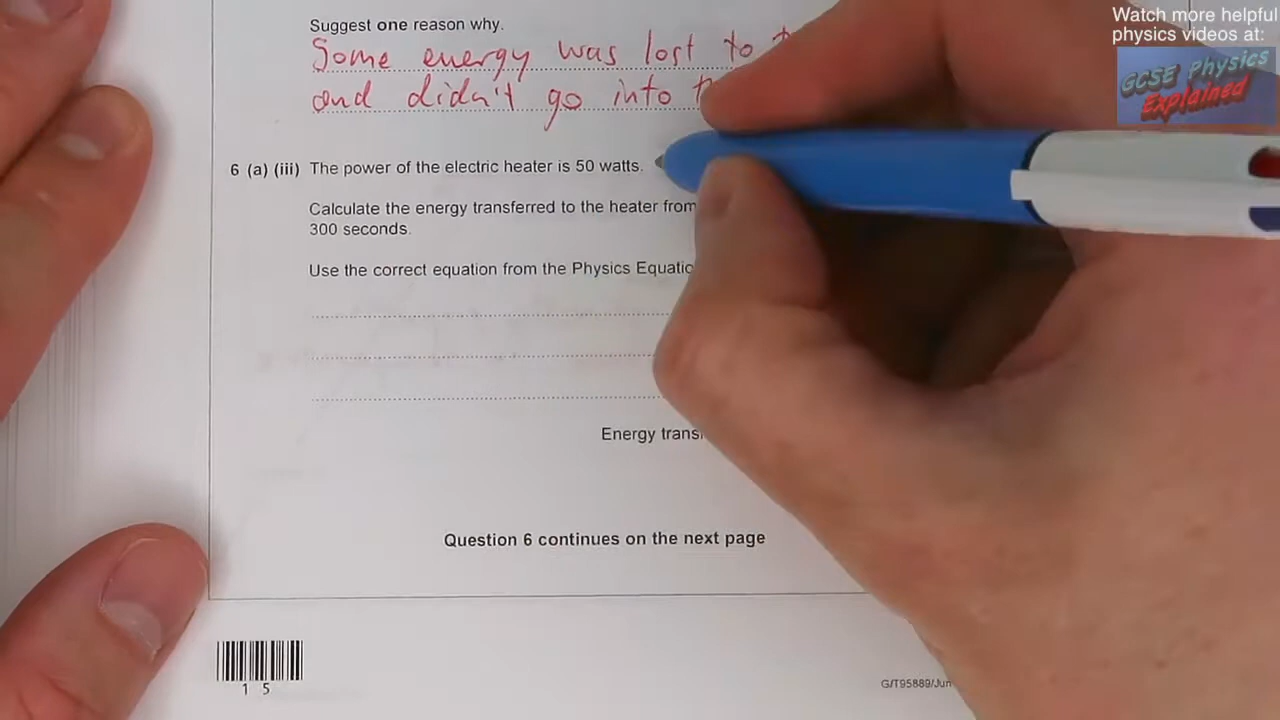 Watch more helpful
physics videos at:
GCSE Physics
Explained
Suggest one reason why.
Some energy was lost to
and didn't go into
6 (a) (iii) The power of the electric heater is 50 watts.
Calculate the energy transferred to the heater from
300 seconds.
Use the correct equation from the Physics
Energy
Question 6 continues on the next page
1 5
G/T95889/Jun